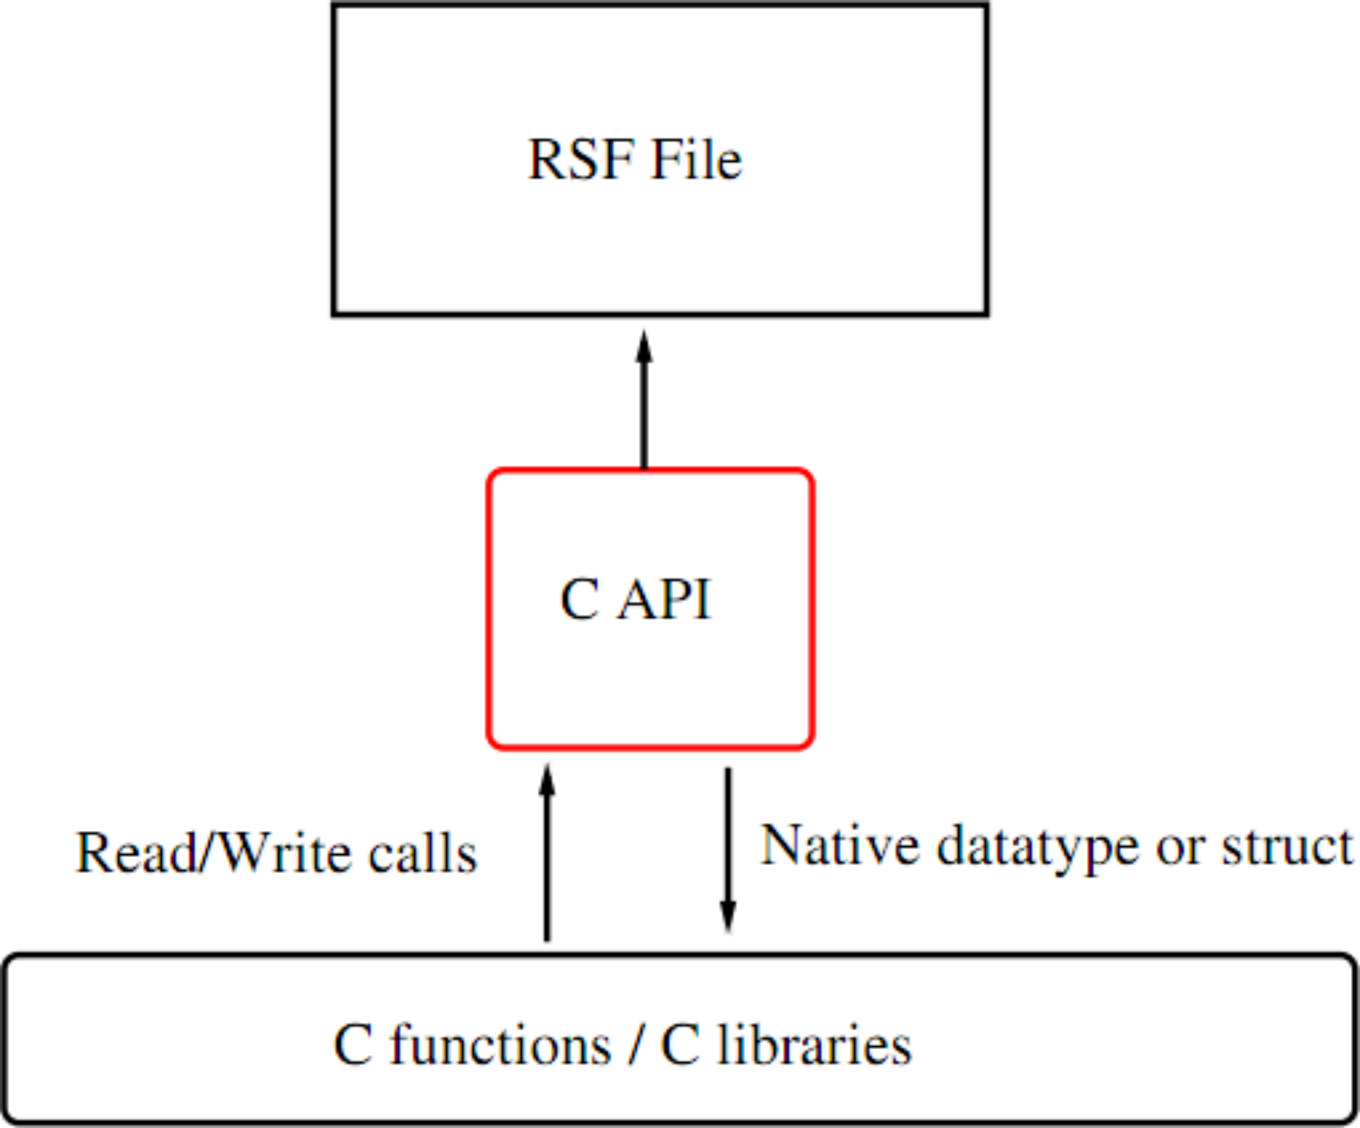 RSF File
C API
Read/Write calls
Native datatype or struct
C functions / C libraries